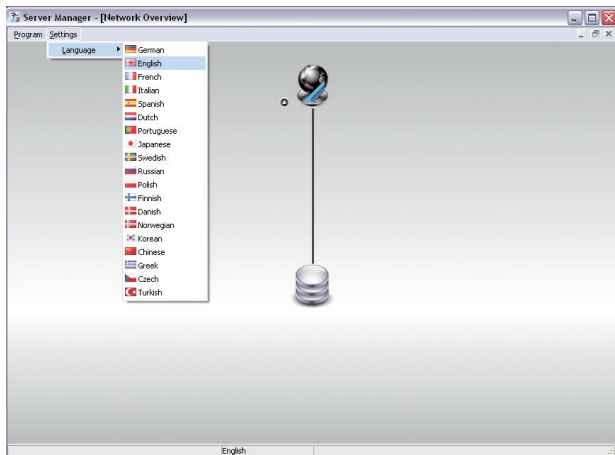 Server Manager - [Network Overview]
Program Settings
Language
German
English
French
Italian
Spanish
Dutch
Portuguese
Japanese
Swedish
Russian
Polish
Finnish
Danish
Norwegian
Korean
Chinese
Greek
Czech
Turkish
English